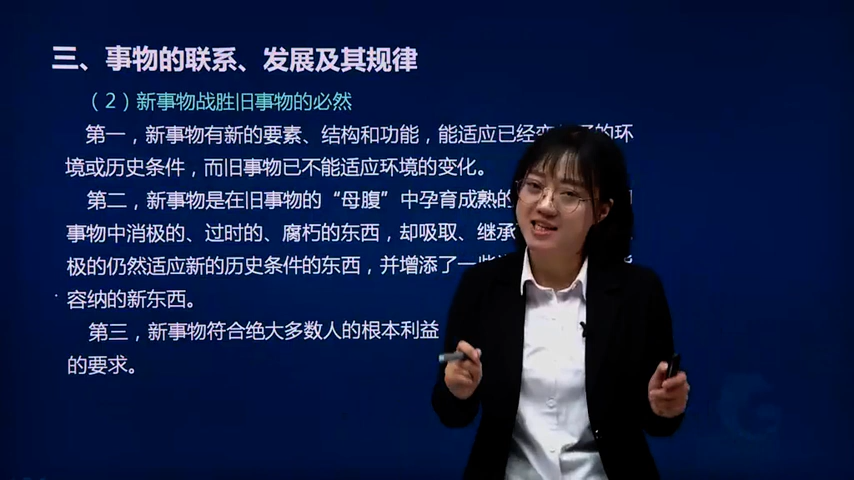 三、事物的联系、发展及其规律
（2）新事物战胜旧事物的必然
第一，新事物有新的要素、结构和功能，能适应已经变 的环
境或历史条件，而旧事物已不能适应环境的变化。
第二，新事物是在旧事物的“母腹”中孕育成熟的
事物中消极的、过时的、腐朽的东西，却吸取、继承
极的仍然适应新的历史条件的东西，并增添了一些
容纳的新东西。
第三，新事物符合绝大多数人的根本利益
的要求。